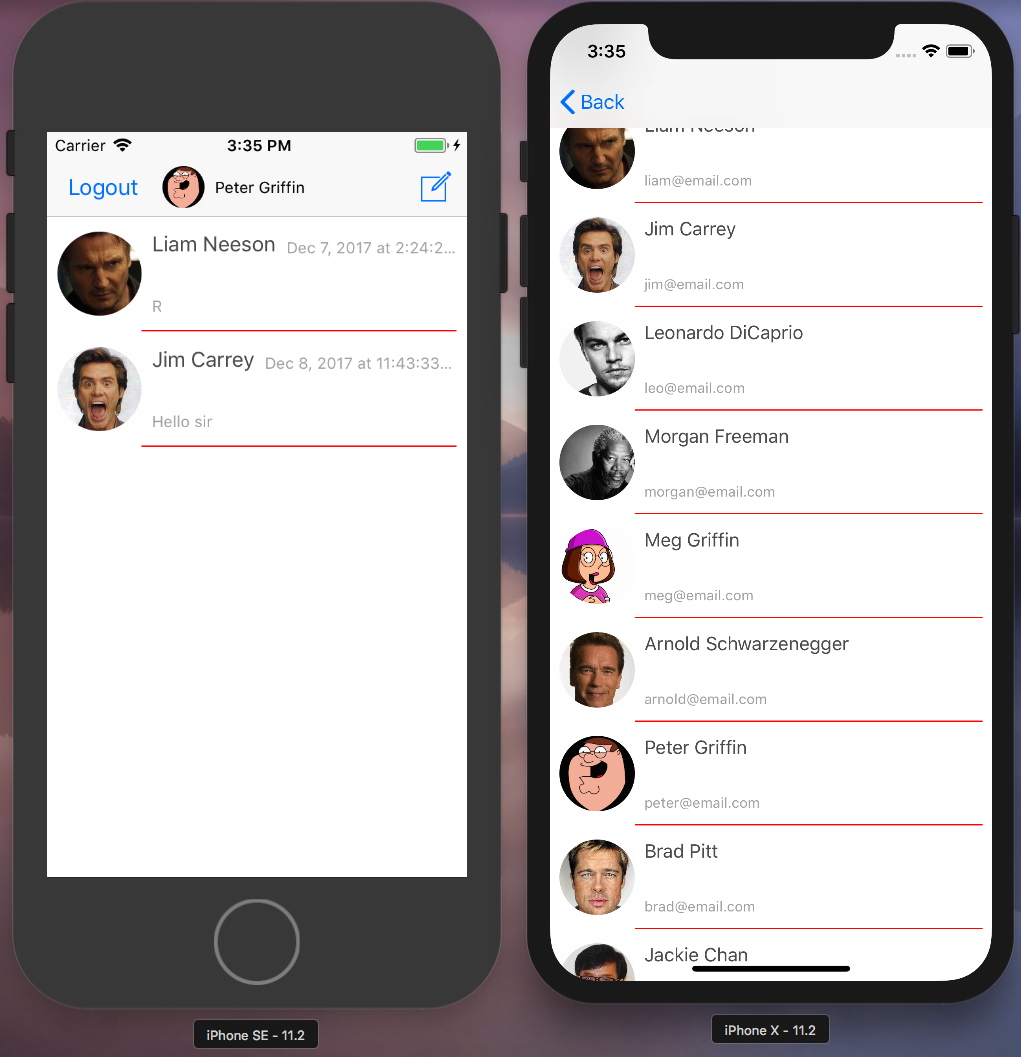 Carrier 3:35 PM
Logout Peter Griffin
Liam Neeson Dec 7, 2017 at 2:24:2...
R
Jim Carrey Dec 8, 2017 at 11:43:33...
Hello sir
iPhone SE - 11.2
3:35
Back
Liam Neeson
liam@email.com
Jim Carrey
jim@email.com
Leonardo DiCaprio
leo@email.com
Morgan Freeman
morgan@email.com
Meg Griffin
meg@email.com
Arnold Schwarzenegger
arnold@email.com
Peter Griffin
peter@email.com
Brad Pitt
brad@email.com
Jackie Chan
iPhone X - 11.2